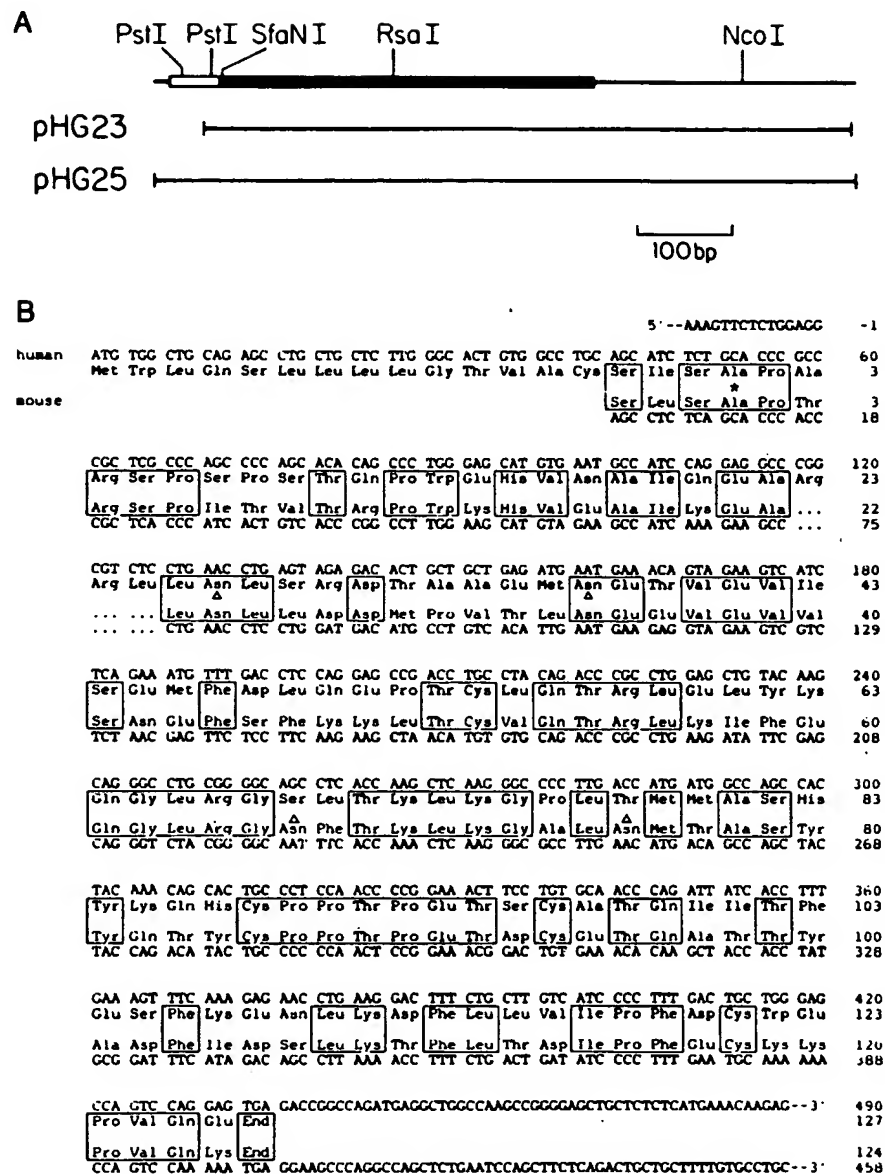 A
PstI PstI SfaNI RsaI NcoI
pHG23
pHG25
100bp
B
5'--AAAGTTCTCTGGAGG -1
human ATG TGG CTG CAG AGC CTG CTG CTC TTG GGC ACT GTG GCC TGC AGC ATC TCT GCA CCC GCC 60
Met Trp Leu Gln Ser Leu Leu Leu Leu Gly Thr Val Ala Cys Ser Ile Ser Ala Pro Ala 3
*
mouse Ser Leu Ser Ala Pro Thr 3
AGC CTC TCA GCA CCC ACC 18
CGC TCG CCC AGC CCC AGC ACA CAG CCC TGG GAG CAT GTG AAT GCC ATC CAG GAG GCC CGG 120
Arg Ser Pro Ser Pro Ser Thr Gln Pro Trp Glu His Val Asn Ala Ile Gln Glu Ala Arg 23
Arg Ser Pro Ile Thr Val Thr Arg Pro Trp Lys His Val Glu Ala Ile Lys Glu Ala ... 22
CGC TCA CCC ATC ACT GTC ACC CGG CCT TGG AAG CAT GTA GAA GCC ATC AAA GAA GCC ... 75
CGT CTC CTG AAC CTG AGT AGA GAC ACT GCT GCT GAG ATG AAT GAA ACA GTA GAA GTC ATC 180
Arg Leu Leu Asn Leu Ser Arg Asp Thr Ala Ala Glu Met Asn Glu Thr Val Glu Val Ile 43
△ △
... ... Leu Asn Leu Leu Asp Asp Met Pro Val Thr Leu Asn Glu Glu Val Glu Val Val 40
... ... CTG AAC CTC CTG GAT GAC ATG CCT GTC ACA TTG AAT GAA GAG GTA GAA GTC GTC 129
TCA GAA ATG TTT GAC CTC CAG GAG CCG ACC TGC CTA CAG ACC CGC CTG GAG CTG TAC AAG 240
Ser Glu Met Phe Asp Leu Gln Glu Pro Thr Cys Leu Gln Thr Arg Leu Glu Leu Tyr Lys 63
Ser Asn Glu Phe Ser Phe Lys Lys Leu Thr Cys Val Gln Thr Arg Leu Lys Ile Phe Glu 60
TCT AAC GAG TTC TCC TTC AAG AAG CTA ACA TGT GTG CAG ACC CGC CTG AAG ATA TTC GAG 208
CAG GGC CTG CGG GGC AGC CTC ACC AAG CTC AAG GGC CCC TTG ACC ATG ATG GCC AGC CAC 300
Gln Gly Leu Arg Gly Ser Leu Thr Lys Leu Lys Gly Pro Leu Thr Met Met Ala Ser His 83
△ △
Gln Gly Leu Arg Gly Asn Phe Thr Lys Leu Lys Gly Ala Leu Asn Met Thr Ala Ser Tyr 80
CAG GGT CTA CGG GGC AAT TTC ACC AAA CTC AAG GGC GCC TTG AAC ATG ACA GCC AGC TAC 268
TAC AAA CAG CAC TGC CCT CCA ACC CCG GAA ACT TCC TGT GCA ACC CAG ATT ATC ACC TTT 360
Tyr Lys Gln His Cys Pro Pro Thr Pro Glu Thr Ser Cys Ala Thr Gln Ile Ile Thr Phe 103
Tyr Gln Thr Tyr Cys Pro Pro Thr Pro Glu Thr Asp Cys Glu Thr Gln Ala Thr Thr Tyr 100
TAC CAG ACA TAC TGC CCC CCA ACT CCG GAA ACG GAC TGT GAA ACA CAA GCT ACC ACC TAT 328
GAA AGT TTC AAA GAG AAC CTG AAG GAC TTT CTG CTT GTC ATC CCC TTT GAC TGC TGG GAG 420
Glu Ser Phe Lys Glu Asn Leu Lys Asp Phe Leu Leu Val Ile Pro Phe Asp Cys Trp Glu 123
Ala Asp Phe Ile Asp Ser Leu Lys Thr Phe Leu Thr Asp Ile Pro Phe Glu Cys Lys Lys 120
GCG GAT TTC ATA GAC AGC CTT AAA ACC TTT CTG ACT GAT ATC CCC TTT GAA TGC AAA AAA 388
CCA GTC CAG GAG TGA GACCGGCCAGATGAGGCTGGCCAAGCCGGGGAGCTGCTCTCTCATGAAACAAGAG--3' 490
Pro Val Gln Glu End 127
Pro Val Gln Lys End 124
CCA GTC CAA AAA TGA GGAAGCCCAGGCCAGCTCTGAATCCAGCTTCTCAGACTGCTGCTTTTGTGCCTGC--3' 458